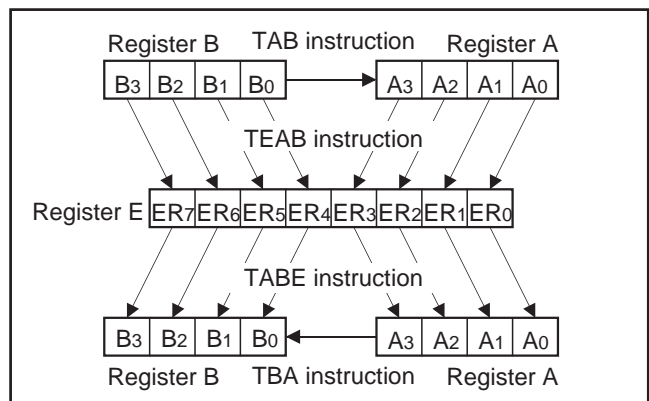 Register B TAB instruction Register A
B3 B2 B1 B0 A3 A2 A1 A0
TEAB instruction
Register E ER7 ER6 ER5 ER4 ER3 ER2 ER1 ER0
TABE instruction
B3 B2 B1 B0 A3 A2 A1 A0
Register B TBA instruction Register A